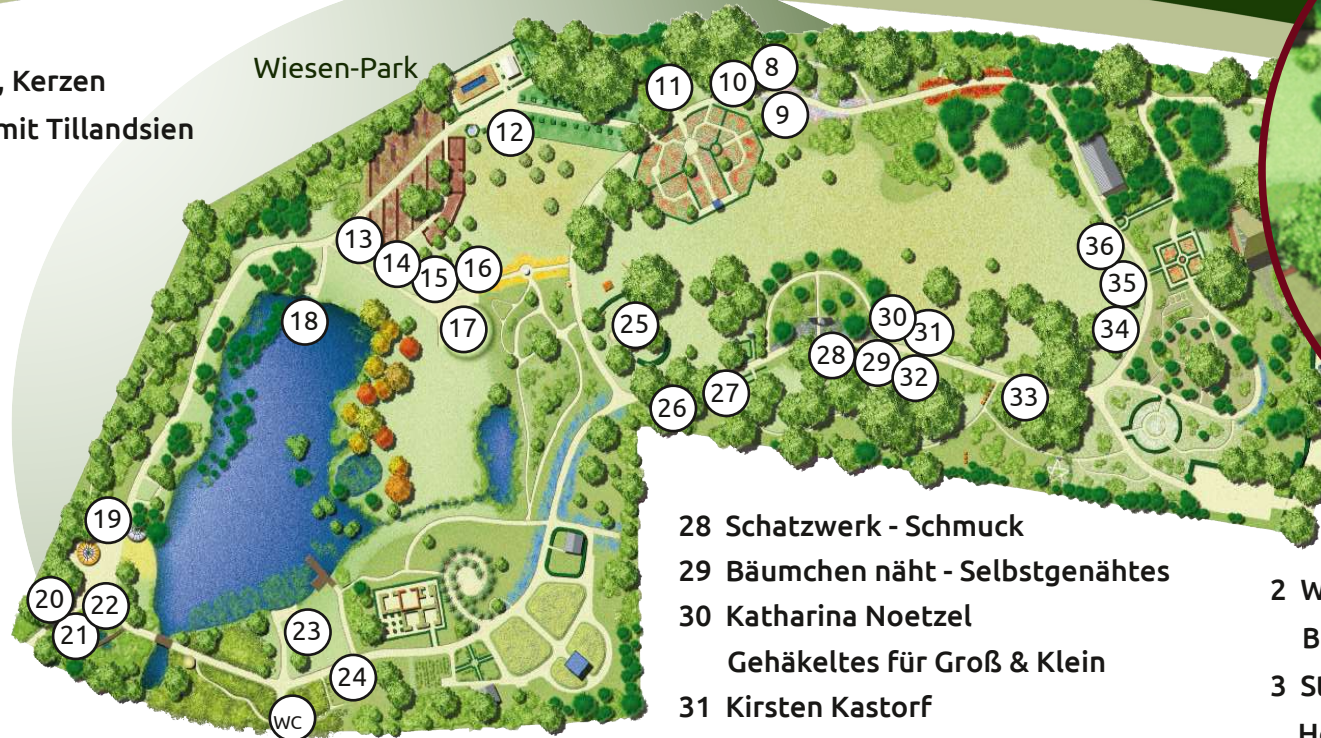 , Kerzen
mit Tillandsien
Wiesen-Park
8
9
10
11
12
13
14
15
16
17
18
19
20
21
22
23
24
WC
25
26
27
28
29
30
31
32
33
34
35
36
28 Schatzwerk - Schmuck
29 Bäumchen näht - Selbstgenähtes
30 Katharina Noetzel
Gehäkeltes für Groß & Klein
31 Kirsten Kastorf
2 W
B
3